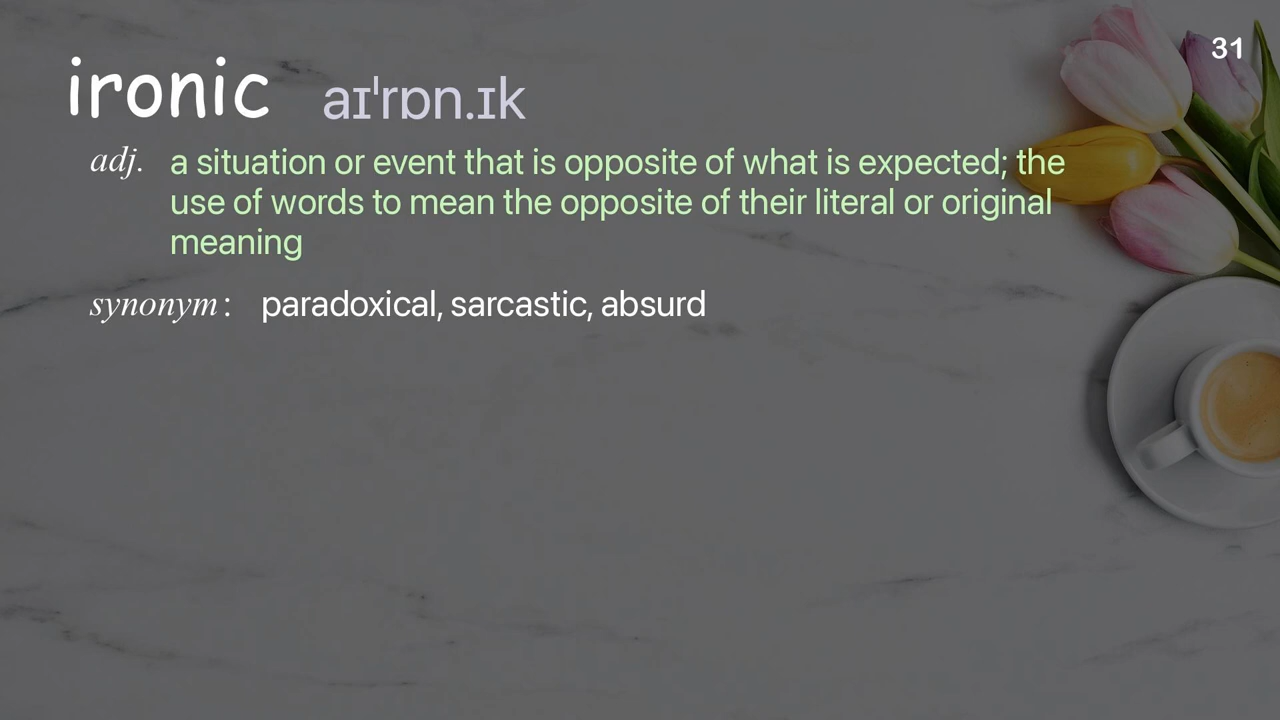 31
ironic aɪˈrɒn.ɪk
adj. a situation or event that is opposite of what is expected; the
use of words to mean the opposite of their literal or original
meaning
synonym: paradoxical, sarcastic, absurd